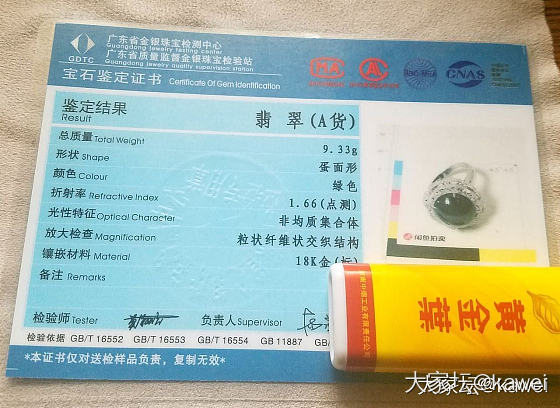 广东省金银珠宝检测中心
Guangdong jewelry testing center
广东省质量监督金银珠宝检验站
Guangdong Jewelry quality supervision station
GDTC
宝石鉴定证书 Certificate Of Gem Identification
CNAS
鉴定结果
Result
翡翠(A货)
总质量 Total Weight 9.33g
形状 Shape 蛋面形
颜色 Colour 绿色
折射率 Refractive Index 1.66(点测)
光性特征 Optical Character 非均质集合体
放大检查 Magnification 粒状纤维状交织结构
镶嵌材料 Material 18K金(标)
备注 Remarks
闲鱼拍卖
检验师 Tester 负责人 Supervisor
检验依据 GB/T 16552 GB/T 16553 GB/T 16554 GB 11887 GB/
*本证书仅对送检样品负责，复制无效*
黄金葉
大家坛@kawei